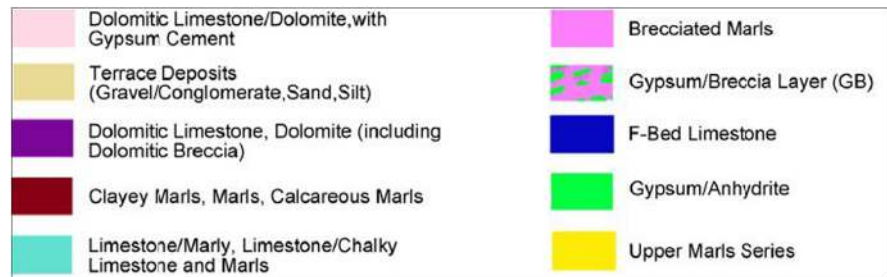 Dolomitic Limestone/Dolomite,with
Gypsum Cement
Terrace Deposits
(Gravel/Conglomerate,Sand,Silt)
Dolomitic Limestone, Dolomite (including
Dolomitic Breccia)
Clayey Marls, Marls, Calcareous Marls
Limestone/Marly, Limestone/Chalky
Limestone and Marls
Brecciated Marls
Gypsum/Breccia Layer (GB)
F-Bed Limestone
Gypsum/Anhydrite
Upper Marls Series